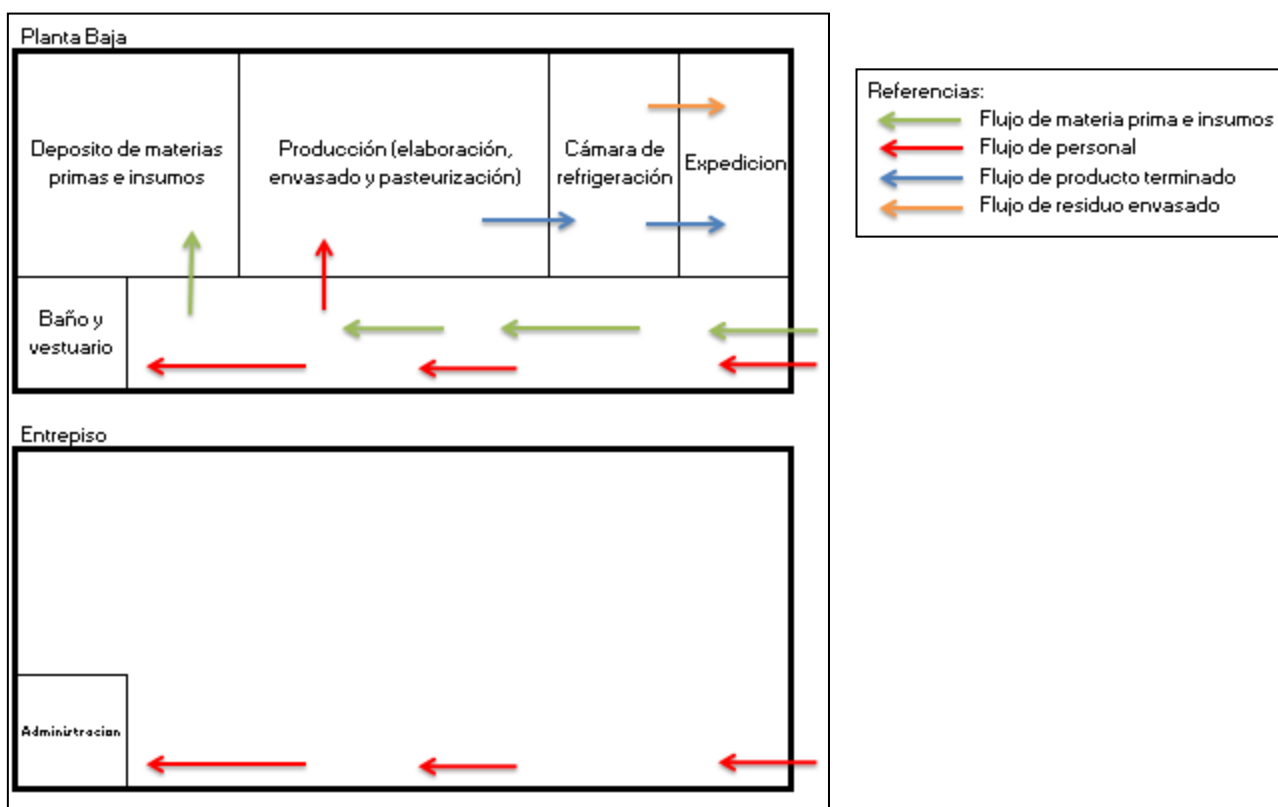 Planta Baja
Deposito de materias
primas e insumos
Producción (elaboración,
envasado y pasteurización)
Cámara de
refrigeración
Expedicion
Baño y
vestuario
Entrepiso
Administracion
Referencias:
Flujo de materia prima e insumos
Flujo de personal
Flujo de producto terminado
Flujo de residuo envasado